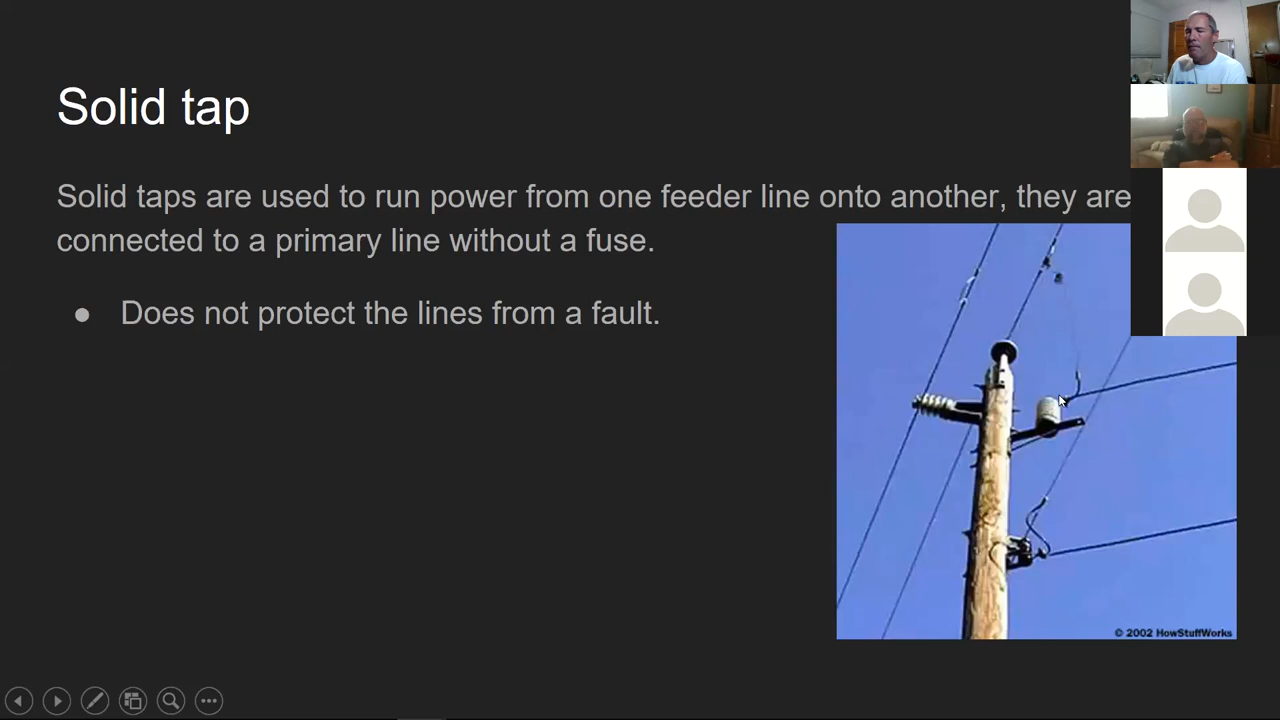 Solid tap
Solid taps are used to run power from one feeder line onto another, they are
connected to a primary line without a fuse.
● Does not protect the lines from a fault.
© 2002 HowStuffWorks